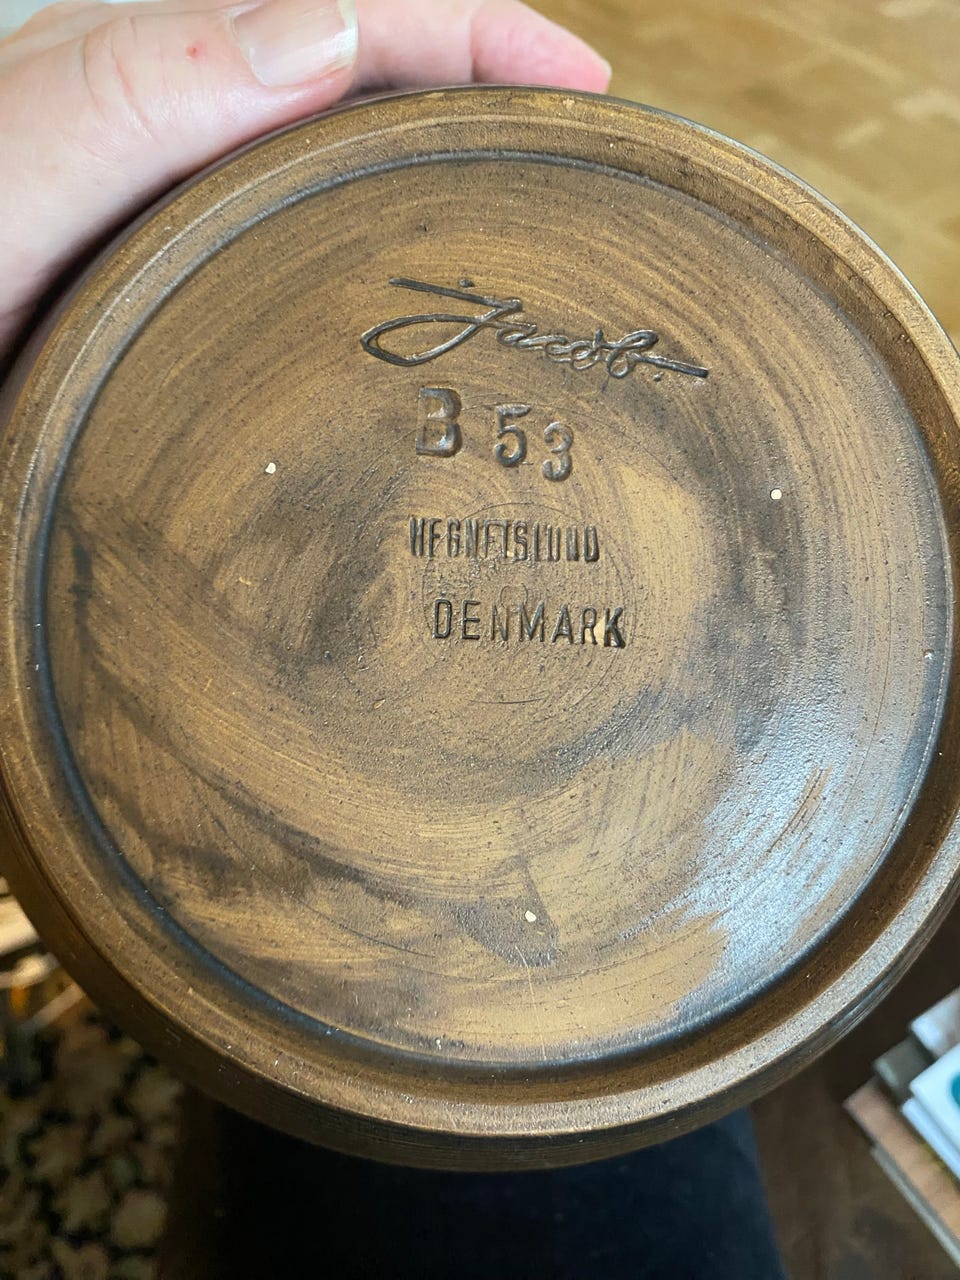 Jacob.
B 53
HEGNETSLUND
DENMARK